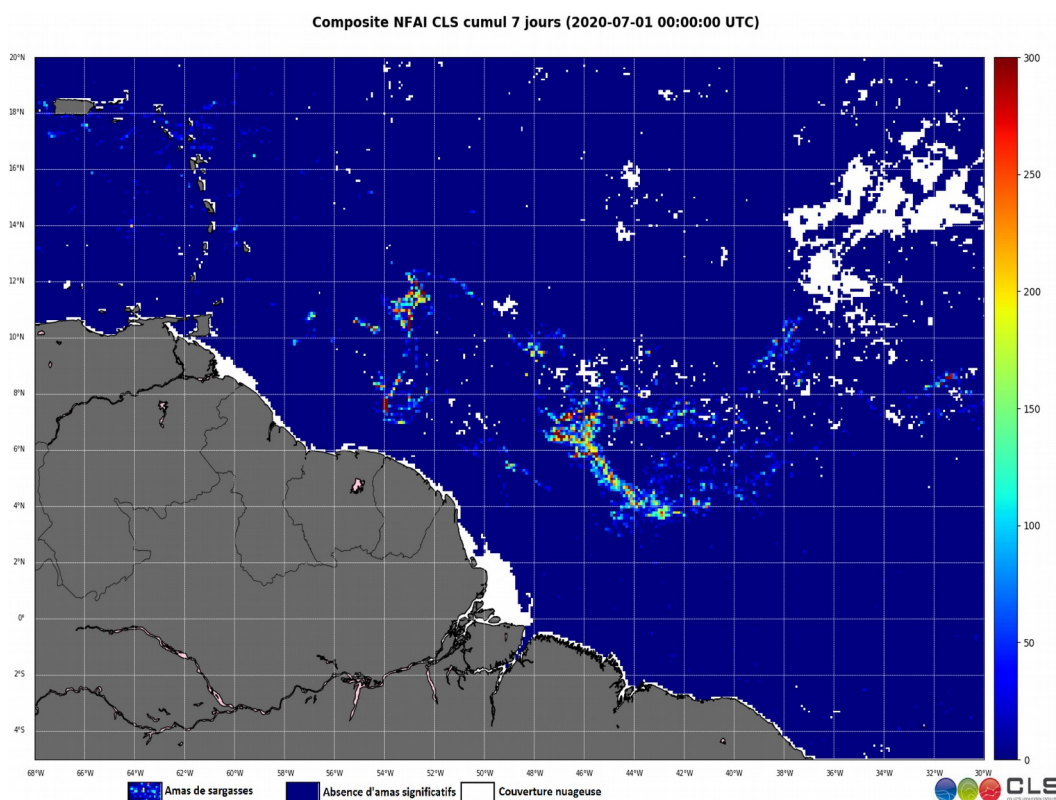 Composite NFAI CLS cumul 7 jours (2020-07-01 00:00:00 UTC)
20°N
18°N
16°N
14°N
12°N
10°N
8°N
6°N
4°N
2°N
0°
2°S
4°S
300
250
200
150
100
50
0
68°W 66°W 64°W 62°W 60°W 58°W 56°W 54°W 52°W 50°W 48°W 46°W 44°W 42°W 40°W 38°W 36°W 34°W 32°W 30°W
Amas de sargasses Absence d'amas significatifs Couverture nuageuse
CLS